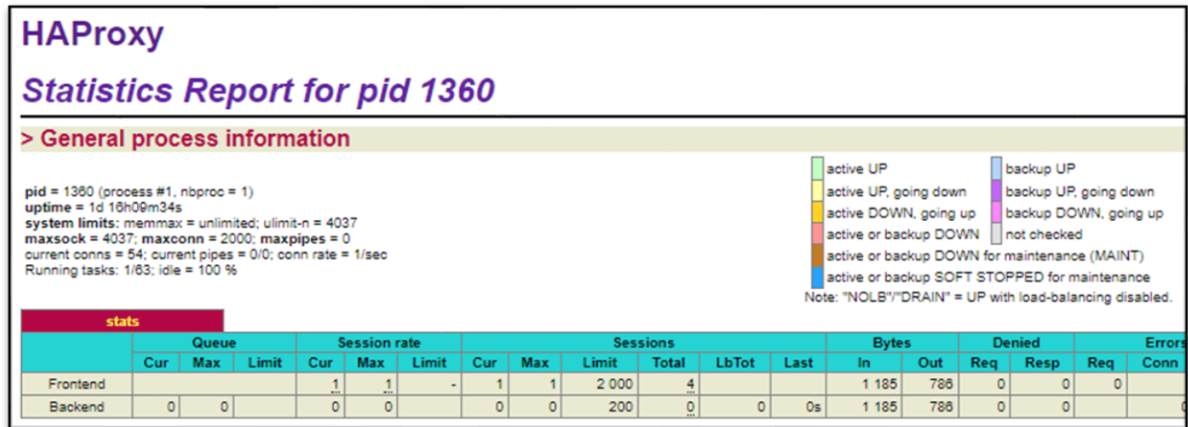 HAProxy
Statistics Report for pid 1360
> General process information
pid = 1360 (process #1, nbproc = 1)
uptime = 1d 16h09m34s
system limits: memmax = unlimited; ulimit-n = 4037
maxsock = 4037; maxconn = 2000; maxpipes = 0
current conns = 54; current pipes = 0/0; conn rate = 1/sec
Running tasks: 1/63; idle = 100 %
active UP backup UP
active UP, going down backup UP, going down
active DOWN, going up backup DOWN, going up
active or backup DOWN not checked
active or backup DOWN for maintenance (MAINT)
active or backup SOFT STOPPED for maintenance
Note: "NOLB"/"DRAIN" = UP with load-balancing disabled.
stats
Queue Session rate Sessions Bytes Denied Errors
Cur Max Limit Cur Max Limit Cur Max Limit Total LbTot Last In Out Req Resp Req Conn
Frontend 1 1 - 1 1 2 000 4 1 185 786 0 0 0
Backend 0 0 0 0 0 0 200 0 0 0s 1 185 786 0 0 0